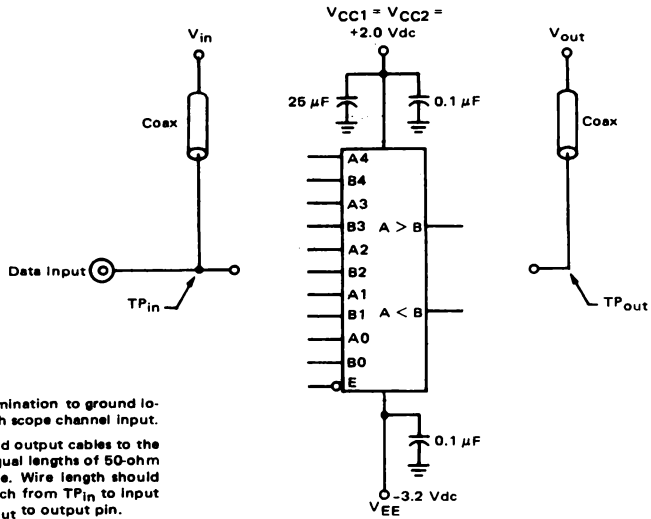 VCC1 = VCC2 =
+2.0 Vdc
Vin
Vout
25 µF
0.1 µF
Coax
Coax
A4
B4
A3
B3
A > B
A2
B2
A1
B1
A < B
A0
B0
E
Data Input
TPin
TPout
0.1 µF
-3.2 Vdc
VEE
mination to ground lo-
h scope channel input.
d output cables to the
qual lengths of 50-ohm
e. Wire length should
ch from TPin to input
ut to output pin.